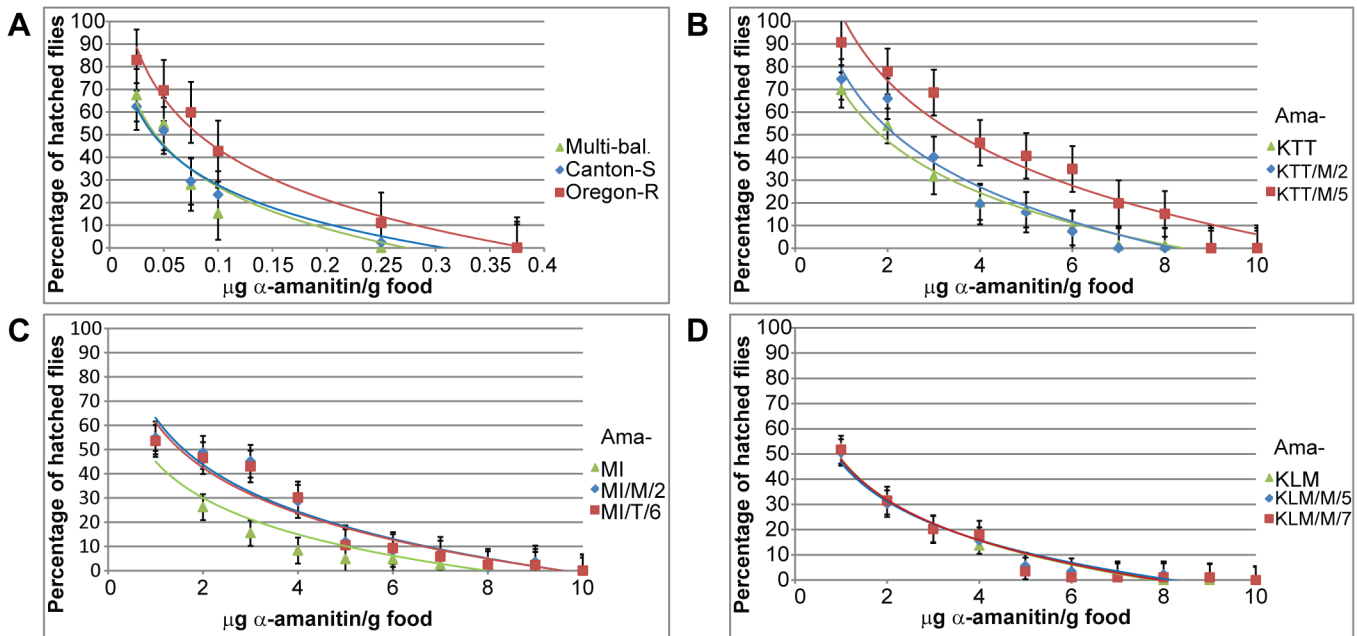 A
Percentage of hatched flies
100
90
80
70
60
50
40
30
20
10
0
0 0.05 0.1 0.15 0.2 0.25 0.3 0.35 0.4
μg α-amanitin/g food
Multi-bal.
Canton-S
Oregon-R
B
Percentage of hatched flies
100
90
80
70
60
50
40
30
20
10
0
0 2 4 6 8 10
μg α-amanitin/g food
Ama-
KTT
KTT/M/2
KTT/M/5
C
Percentage of hatched flies
100
90
80
70
60
50
40
30
20
10
0
0 2 4 6 8 10
μg α-amanitin/g food
Ama-
MI
MI/M/2
MI/T/6
D
Percentage of hatched flies
100
90
80
70
60
50
40
30
20
10
0
0 2 4 6 8 10
μg α-amanitin/g food
Ama-
KLM
KLM/M/5
KLM/M/7